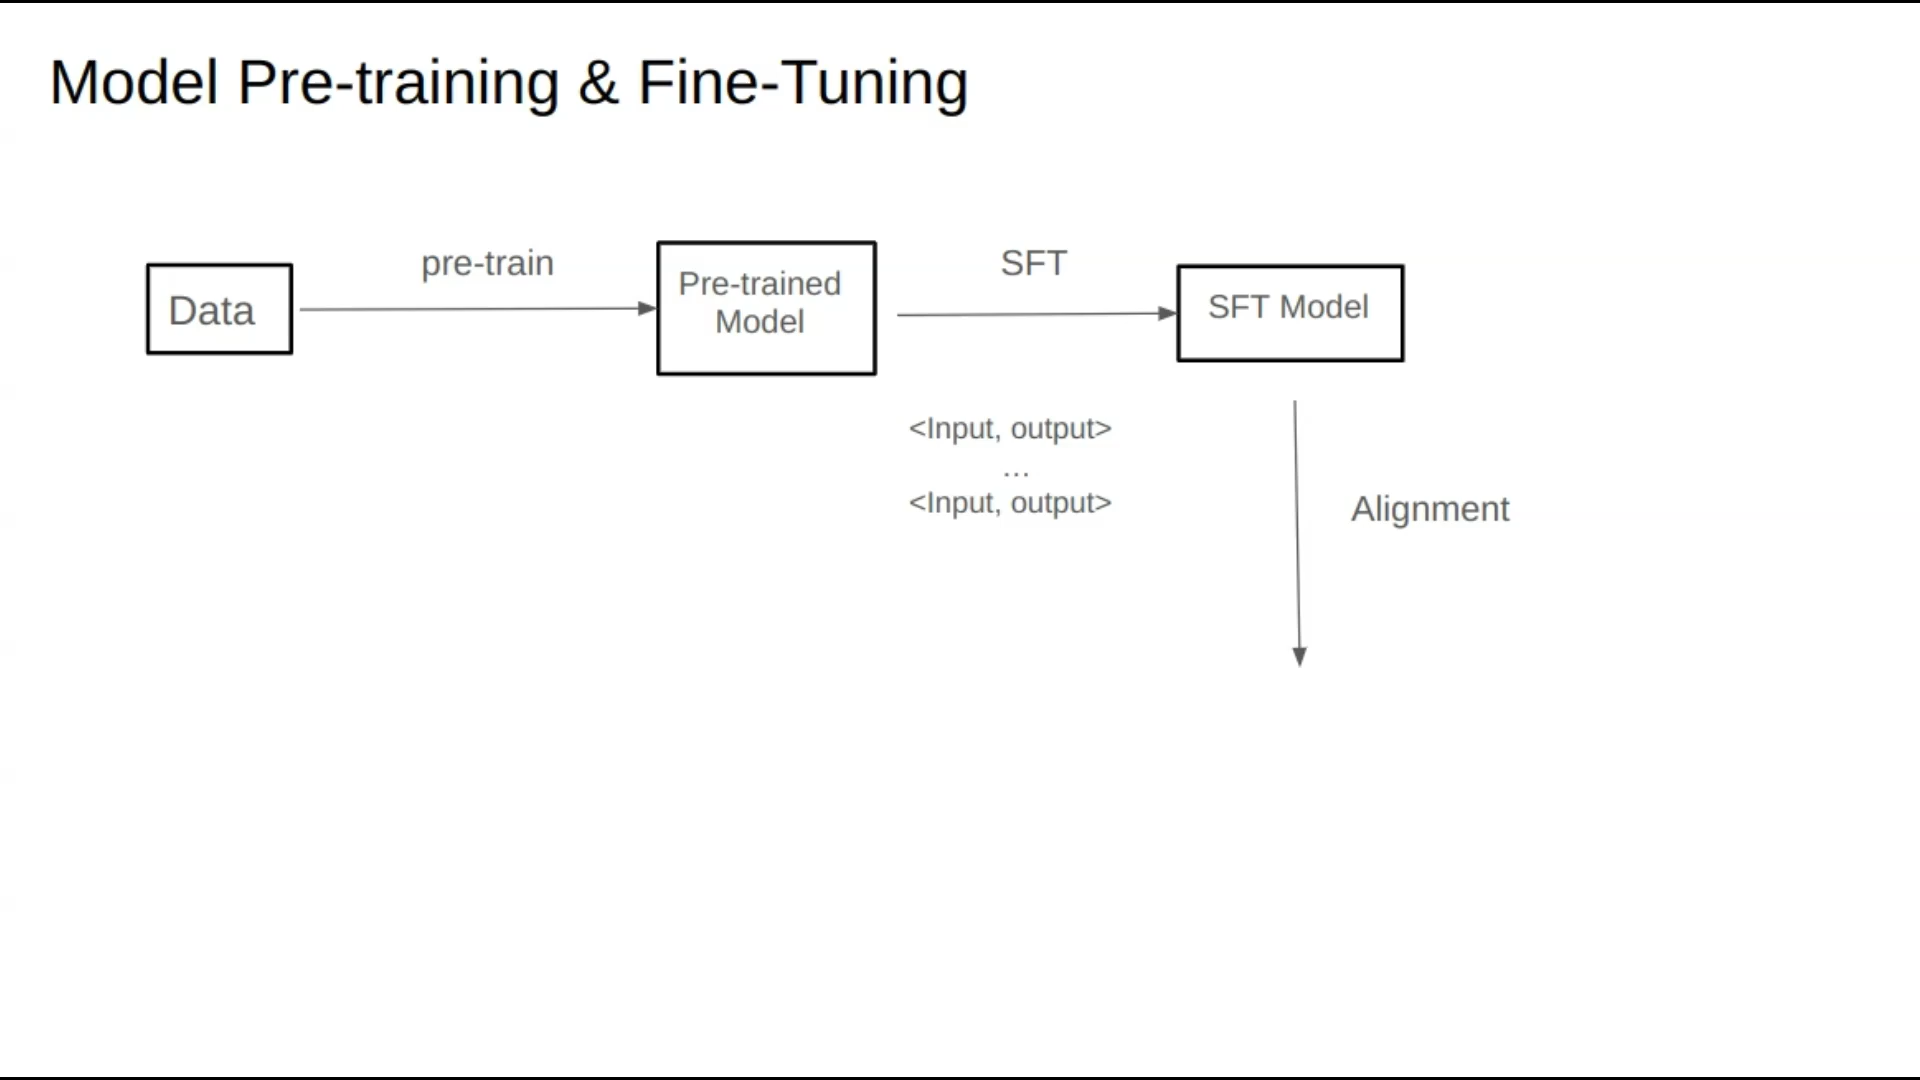 Model Pre-training & Fine-Tuning
pre-train
SFT
Data
Pre-trained
Model
SFT Model
<Input, output>
...
<Input, output>
Alignment